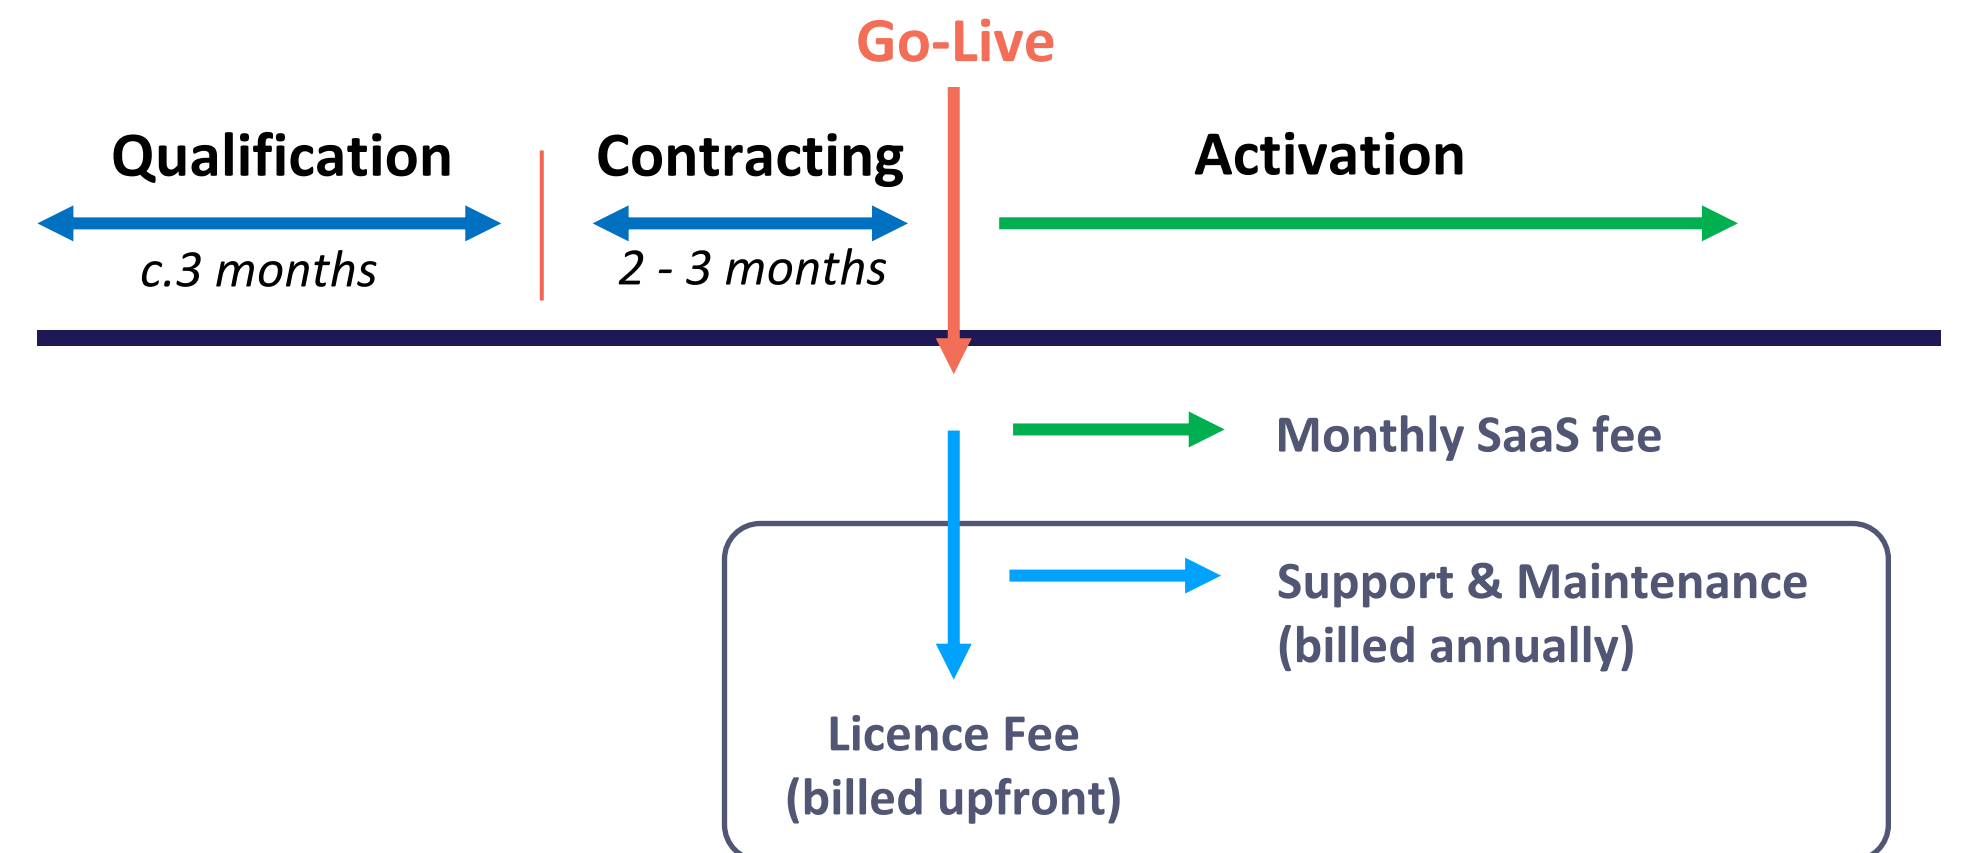 Go-Live
Qualification
Contracting
Activation
c.3 months
2 - 3 months
Monthly SaaS fee
Support & Maintenance
(billed annually)
Licence Fee
(billed upfront)